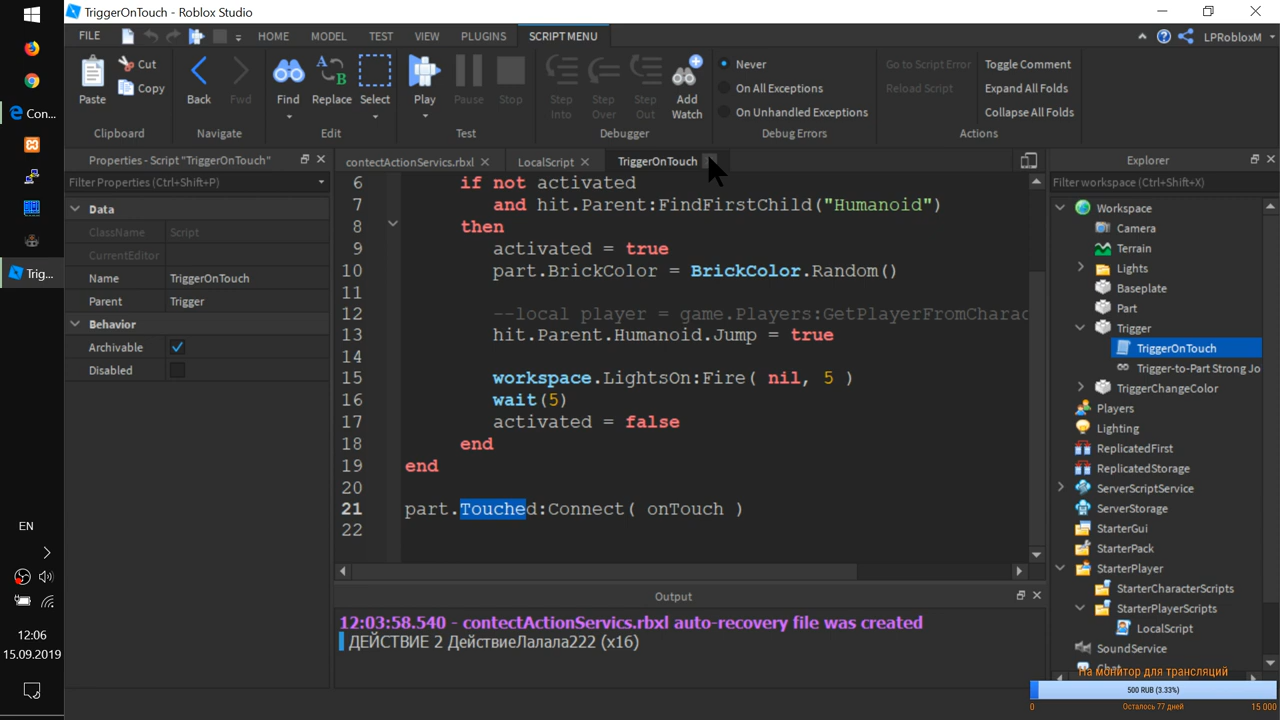 TriggerOnTouch - Roblox Studio
FILE
HOME
MODEL
TEST
VIEW
PLUGINS
SCRIPT MENU
LPRobloxM
Con...
Trig...
EN
12:06
15.09.2019
Paste
Cut
Copy
Clipboard
Back
Fwd
Navigate
Find
Replace
Select
Edit
Play
Pause
Stop
Test
Step Into
Step Over
Step Out
Add Watch
Debugger
Never
On All Exceptions
On Unhandled Exceptions
Debug Errors
Go to Script Error
Reload Script
Toggle Comment
Expand All Folds
Collapse All Folds
Actions
Properties - Script "TriggerOnTouch"
Filter Properties (Ctrl+Shift+P)
Data
ClassName Script
CurrentEditor
Name TriggerOnTouch
Parent Trigger
Behavior
Archivable
Disabled
contectActionServics.rbxl
LocalScript
TriggerOnTouch
6 if not activated
7 and hit.Parent:FindFirstChild("Humanoid")
8 then
9 activated = true
10 part.BrickColor = BrickColor.Random()
11
12 --local player = game.Players:GetPlayerFromCharac
13 hit.Parent.Humanoid.Jump = true
14
15 workspace.LightsOn:Fire( nil, 5 )
16 wait(5)
17 activated = false
18 end
19 end
20
21 part.Touched:Connect( onTouch )
22
Output
12:03:58.540 - contectActionServics.rbxl auto-recovery file was created
ДЕЙСТВИЕ 2 ДействиеЛалала222 (x16)
Explorer
Filter workspace (Ctrl+Shift+X)
Workspace
Camera
Terrain
Lights
Baseplate
Part
Trigger
TriggerOnTouch
Trigger-to-Part Strong Jo
TriggerChangeColor
Players
Lighting
ReplicatedFirst
ReplicatedStorage
ServerScriptService
ServerStorage
StarterGui
StarterPack
StarterPlayer
StarterCharacterScripts
StarterPlayerScripts
LocalScript
SoundService
Chat
На монитор для трансляций
500 RUB (3.33%)
0 Осталось 77 дней 15 000